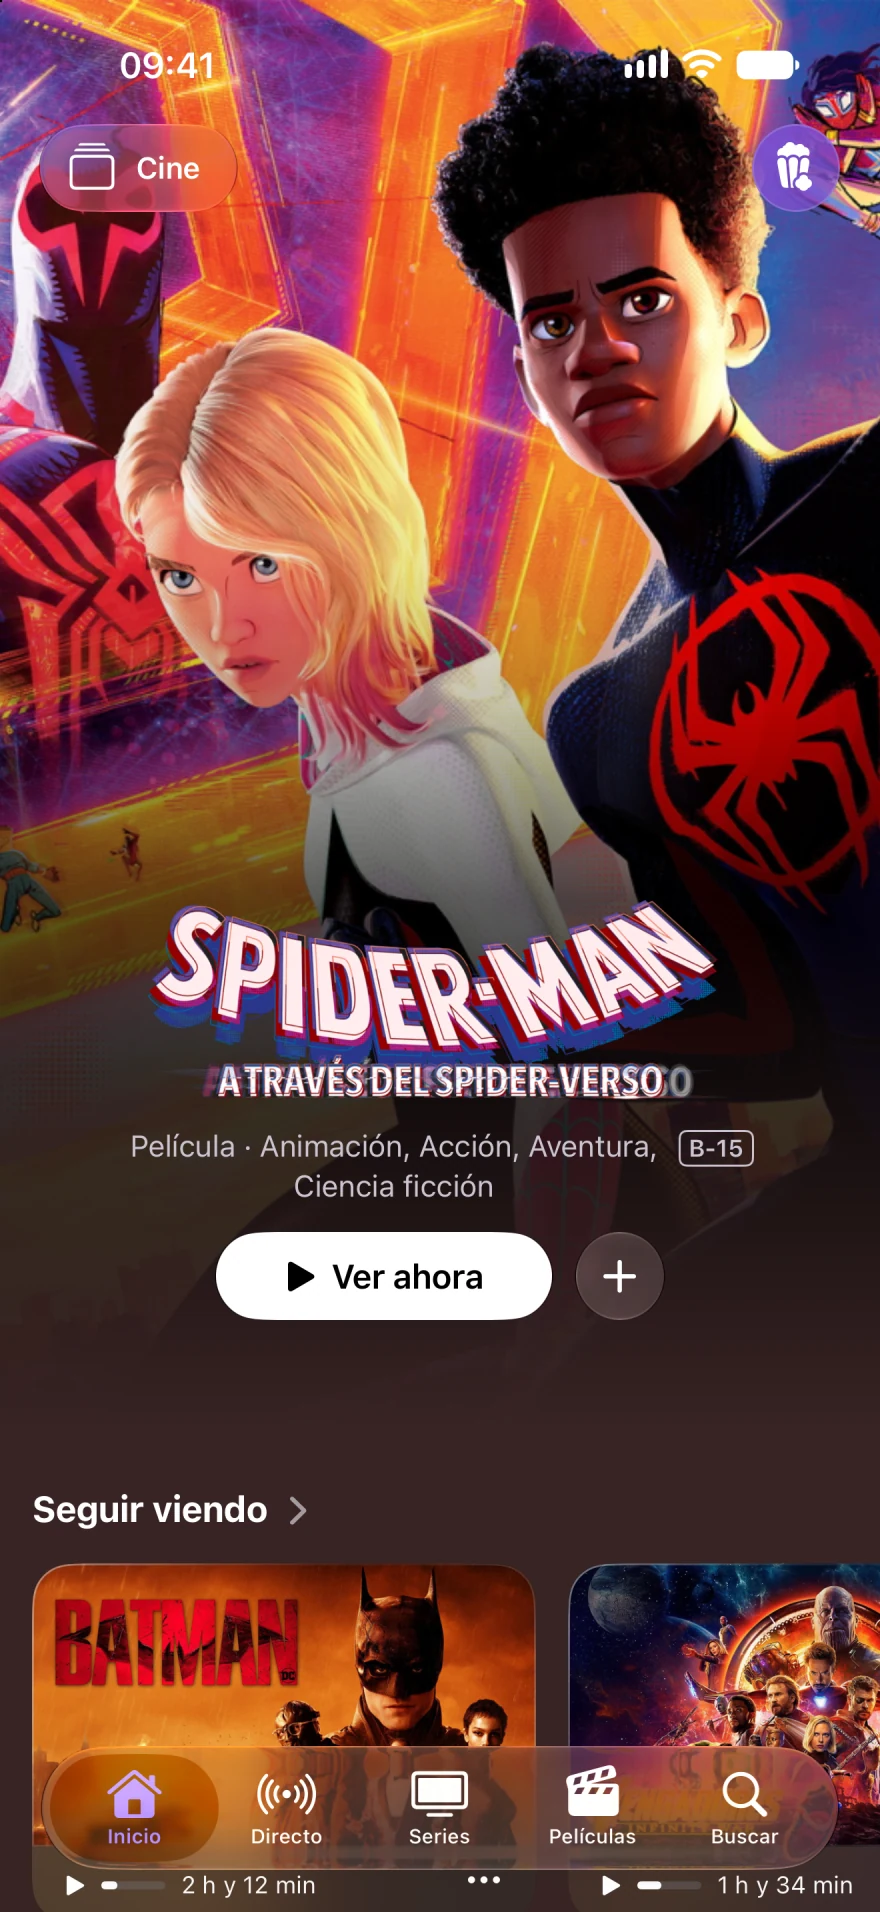 09:41
Cine
SPIDER-MAN
A TRAVÉS DEL SPIDER-VERSO
Película · Animación, Acción, Aventura, B-15
Ciencia ficción
Ver ahora
Seguir viendo
BATMAN
DC
Inicio
Directo
Series
Películas
Buscar
2 h y 12 min
1 h y 34 min